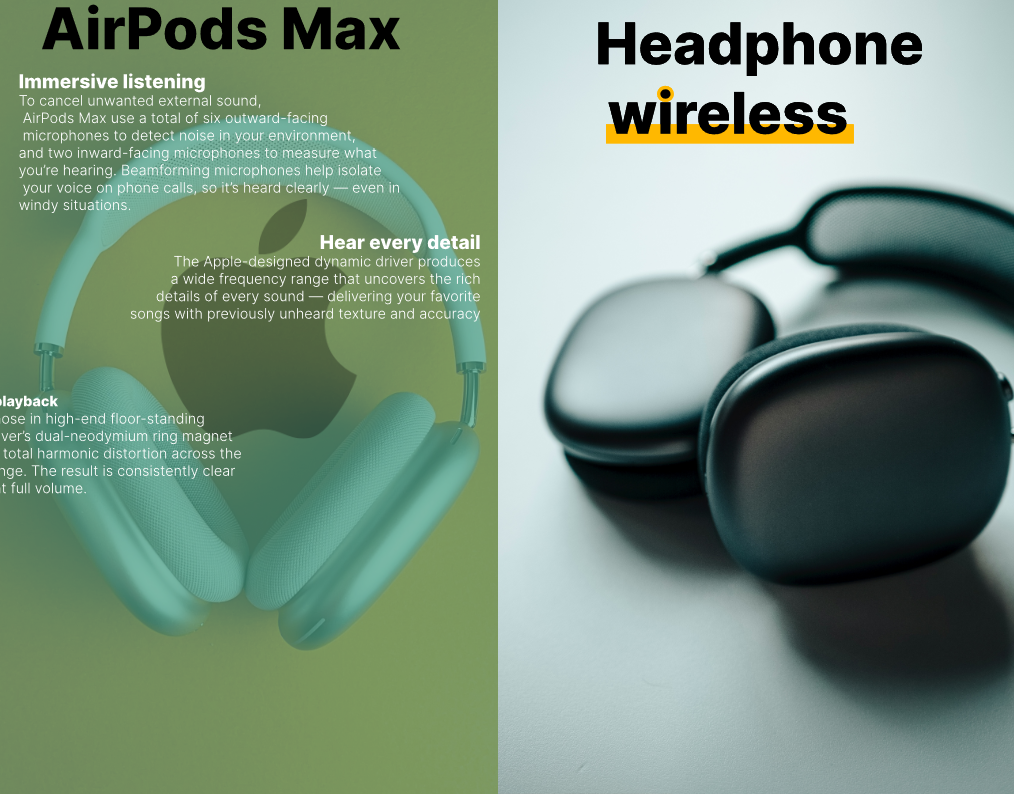 AirPods Max
Immersive listening
To cancel unwanted external sound,
AirPods Max use a total of six outward-facing
microphones to detect noise in your environment,
and two inward-facing microphones to measure what
you’re hearing. Beamforming microphones help isolate
your voice on phone calls, so it’s heard clearly — even in
windy situations.
Hear every detail
The Apple-designed dynamic driver produces
a wide frequency range that uncovers the rich
details of every sound — delivering your favorite
songs with previously unheard texture and accuracy
playback
in high-end floor-standing
dual-neodymium ring magnet
total harmonic distortion across the
The result is consistently clear
full volume.
Headphone
wireless